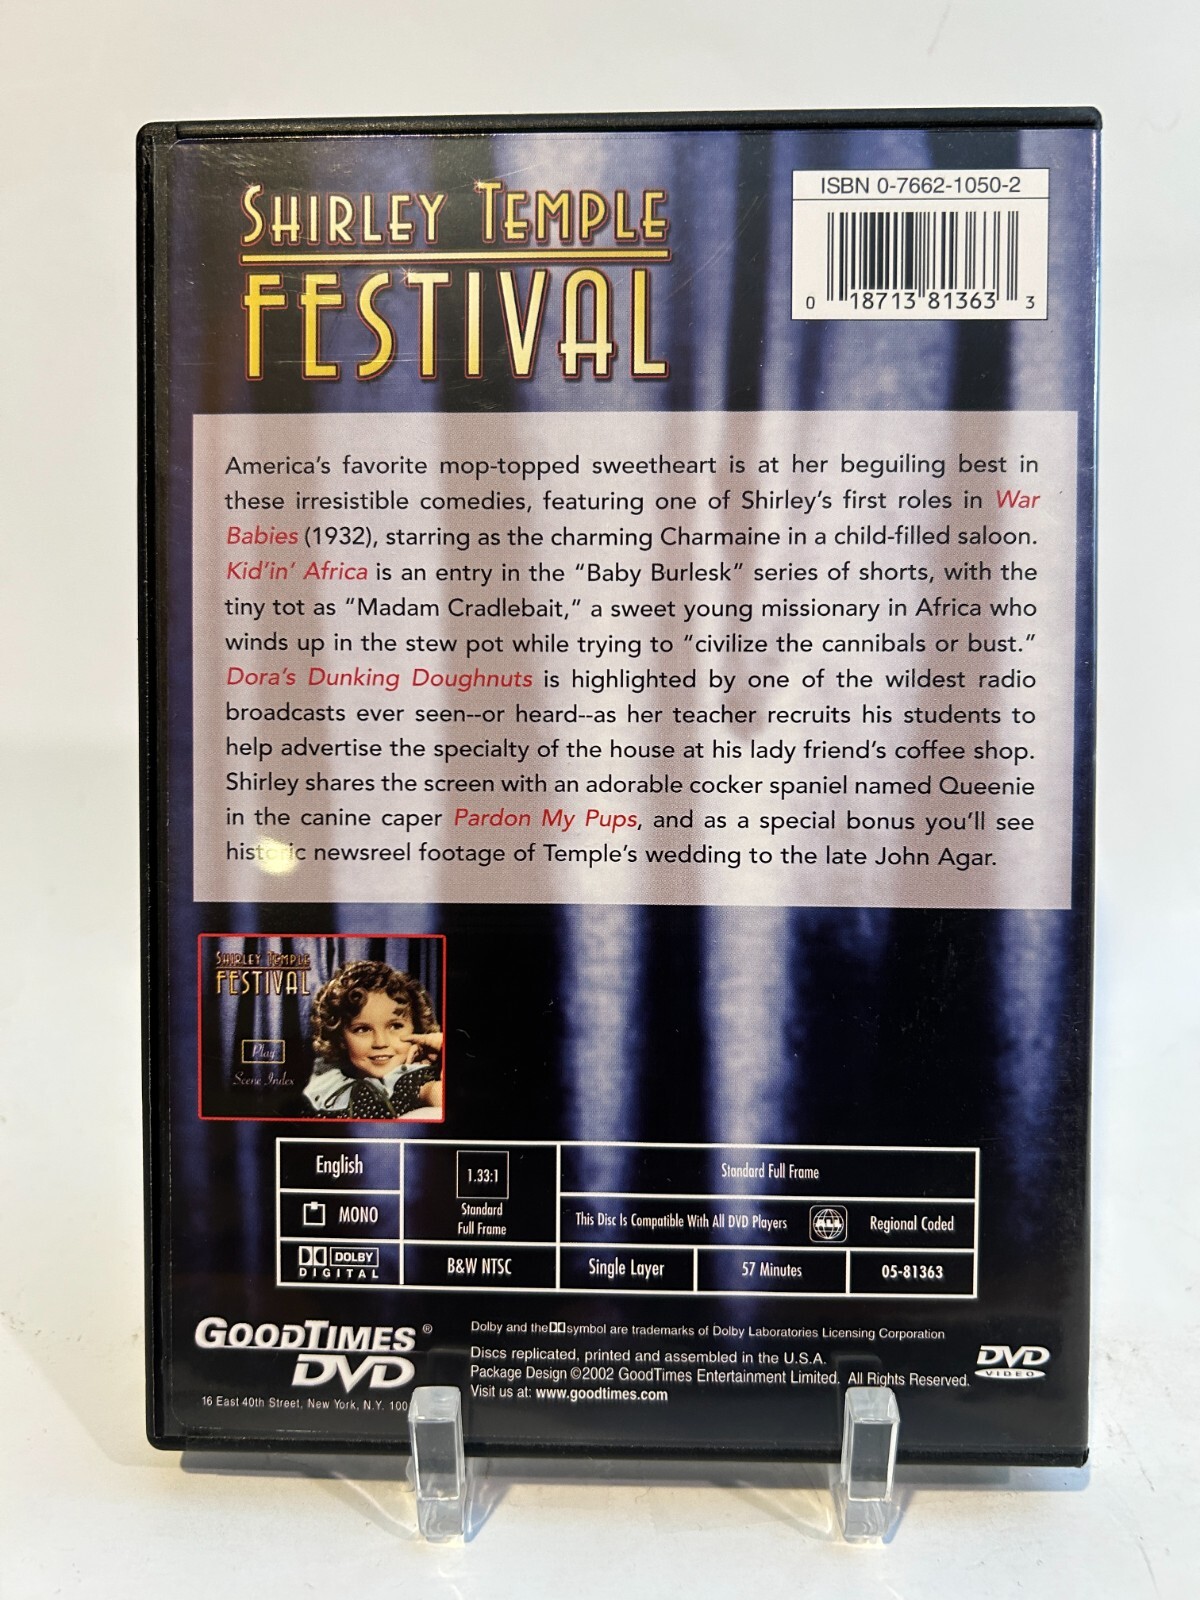 SHIRLEY TEMPLE
FESTIVAL
ISBN 0-7662-1050-2
0 18713 81363 3
America's favorite mop-topped sweetheart is at her beguiling best in
these irresistible comedies, featuring one of Shirley's first roles in War
Babies (1932), starring as the charming Charmaine in a child-filled saloon.
Kid'in' Africa is an entry in the "Baby Burlesk" series of shorts, with the
tiny tot as "Madam Cradlebait," a sweet young missionary in Africa who
winds up in the stew pot while trying to "civilize the cannibals or bust."
Dora's Dunking Doughnuts is highlighted by one of the wildest radio
broadcasts ever seen--or heard--as her teacher recruits his students to
help advertise the specialty of the house at his lady friend's coffee shop.
Shirley shares the screen with an adorable cocker spaniel named Queenie
in the canine caper Pardon My Pups, and as a special bonus you'll see
historic newsreel footage of Temple's wedding to the late John Agar.
SHIRLEY TEMPLE
FESTIVAL
Play
Scene Index
English
MONO
DOLBY
DIGITAL
1.33:1
Standard
Full Frame
B&W NTSC
Standard Full Frame
This Disc Is Compatible With All DVD Players ALL Regional Coded
Single Layer
57 Minutes
05-81363
GOODTIMES®
DVD
16 East 40th Street, New York, N.Y. 100
Dolby and the symbol are trademarks of Dolby Laboratories Licensing Corporation
Discs replicated, printed and assembled in the U.S.A.
Package Design ©2002 GoodTimes Entertainment Limited. All Rights Reserved.
Visit us at: www.goodtimes.com
DVD
VIDEO